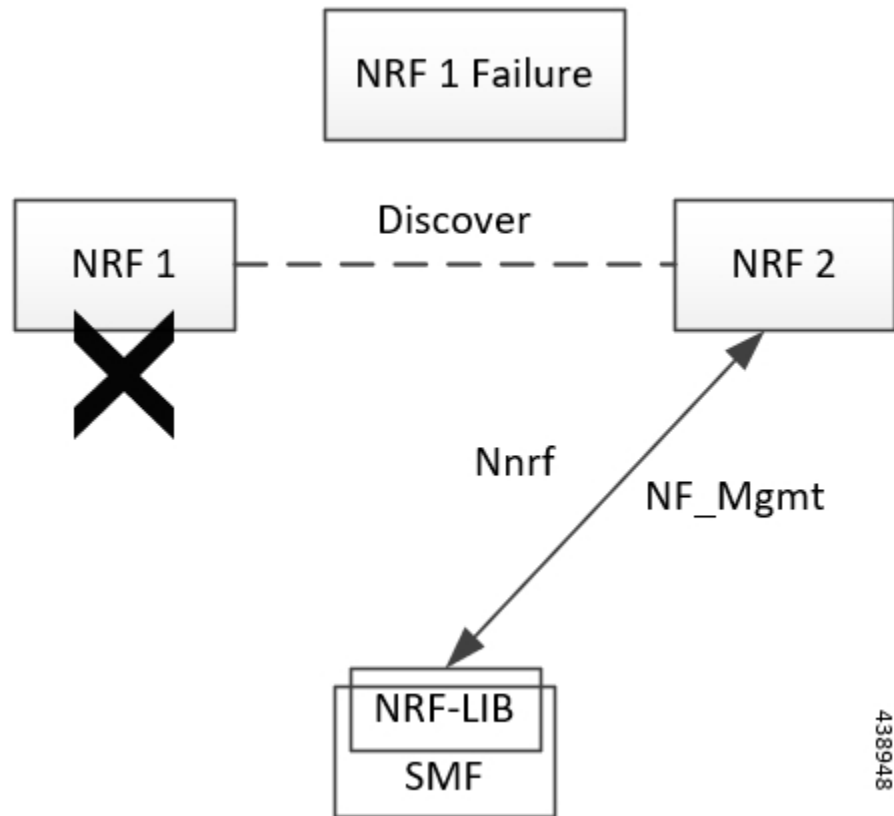 NRF 1 Failure
Discover
NRF 1
NRF 2
Nnrf
NF_Mgmt
NRF-LIB
SMF
438948